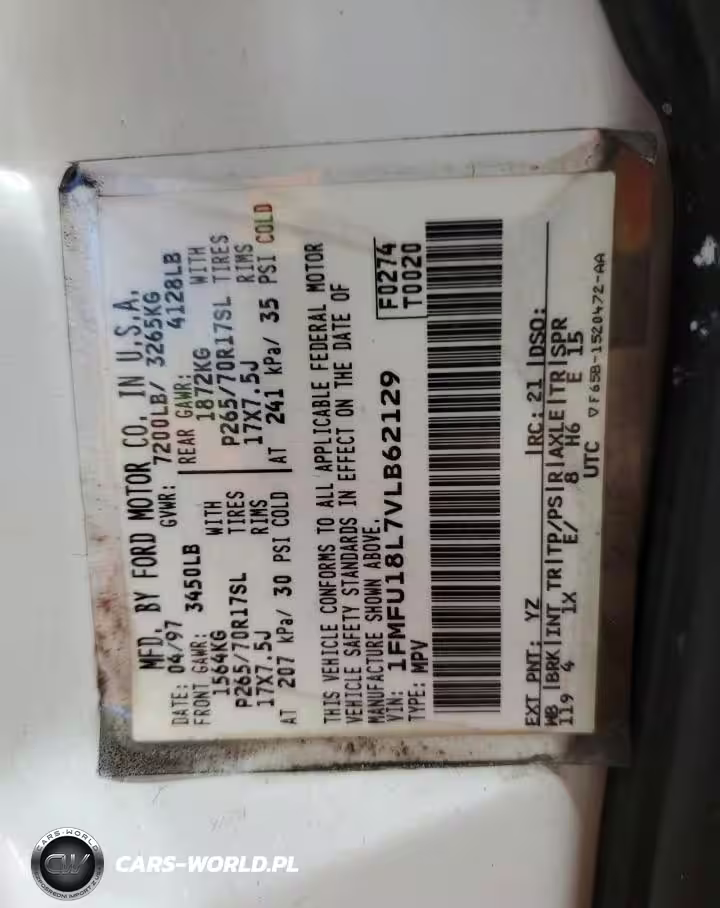 MFD. BY FORD MOTOR CO. IN U.S.A.
DATE: 04/97 GVWR: 7200LB/ 3265KG
FRONT GAWR: 3450LB REAR GAWR: 4128LB
1564KG WITH 1872KG WITH
P265/70R17SL TIRES P265/70R17SL TIRES
17X7.5J RIMS 17X7.5J RIMS
AT 207 kPa/ 30 PSI COLD AT 241 kPa/ 35 PSI COLD
THIS VEHICLE CONFORMS TO ALL APPLICABLE FEDERAL MOTOR
VEHICLE SAFETY STANDARDS IN EFFECT ON THE DATE OF
MANUFACTURE SHOWN ABOVE.
VIN: 1FMFU18L7VLB62129 F0274
TYPE: MPV T0020
EXT PNT: YZ RC: 21 DSO:
WB BRK INT TR TP/PS R AXLE TR SPR
119 4 1X E/ 8 H6 E 15
UTC ▽F65B-1520472-AA
CARS-WORLD
CW
CARS-WORLD.PL